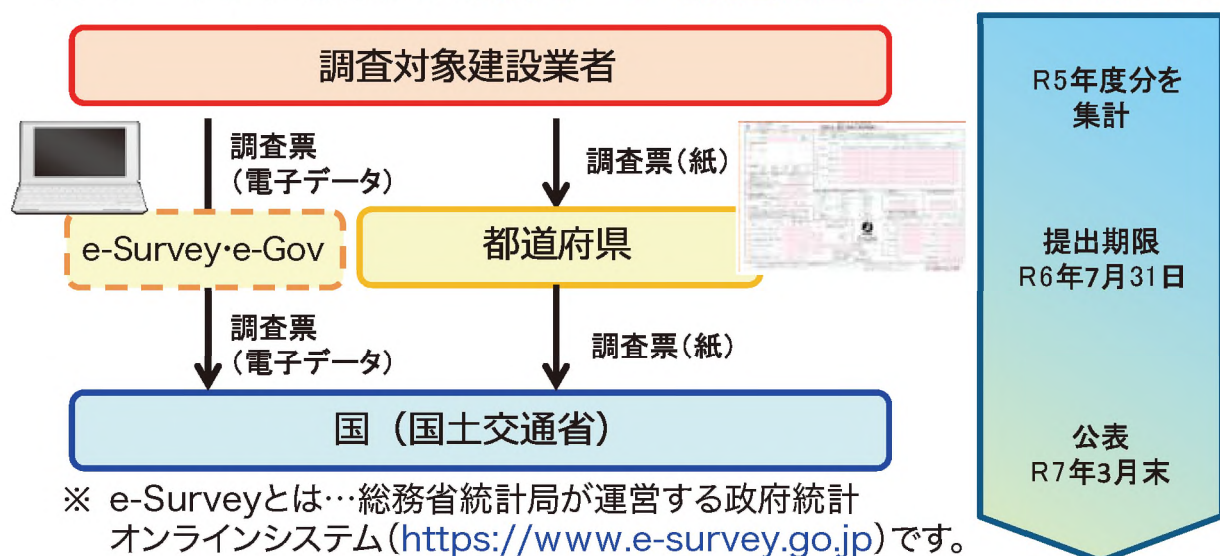 調査対象建設業者
調査票
(電子データ)
調査票(紙)
e-Survey・e-Gov
都道府県
調査票
(電子データ)
調査票(紙)
国（国土交通省）
※ e-Surveyとは…総務省統計局が運営する政府統計
オンラインシステム(https://www.e-survey.go.jp)です。
R5年度分を
集計
提出期限
R6年7月31日
公表
R7年3月末